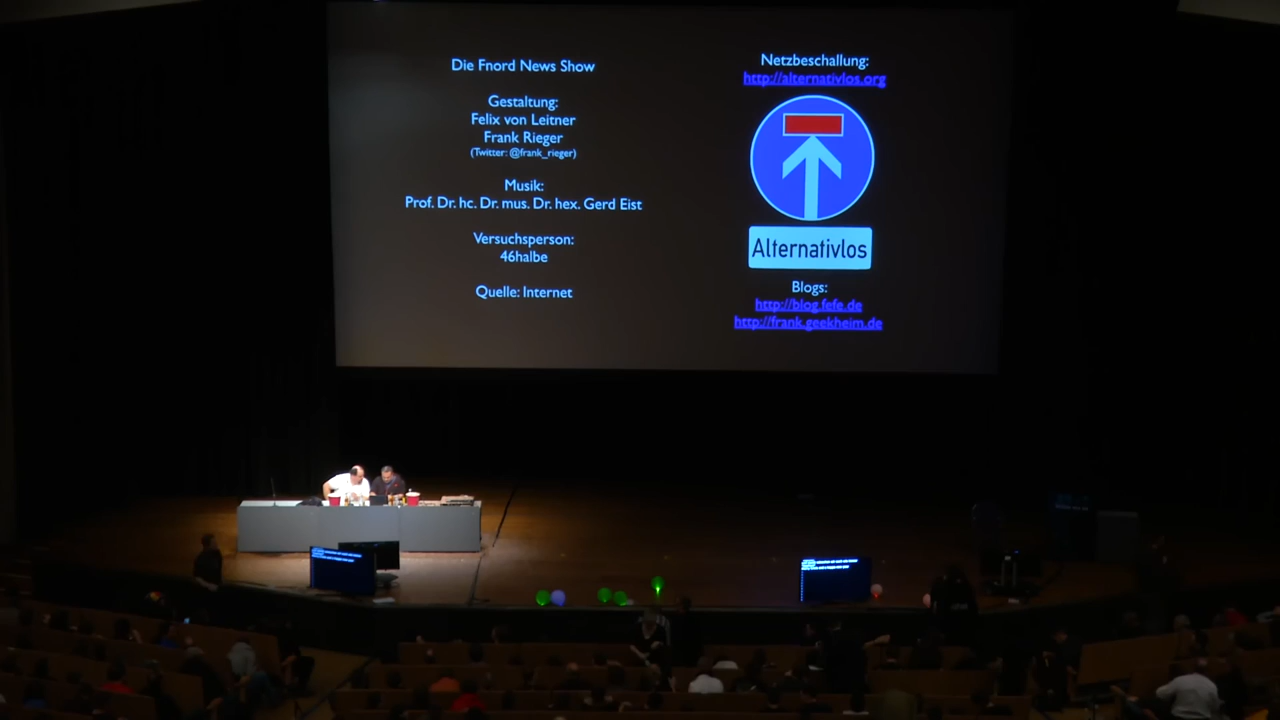 Die Fnord News Show
Gestaltung:
Felix von Leitner
Frank Rieger
(Twitter: @frank_rieger)
Musik:
Prof. Dr. hc. Dr. mus. Dr. hex. Gerd Eist
Versuchsperson:
46halbe
Quelle: Internet
Netzbeschallung:
http://alternativlos.org
Alternativlos
Blogs:
http://blog.fefe.de
http://frank.geekheim.de